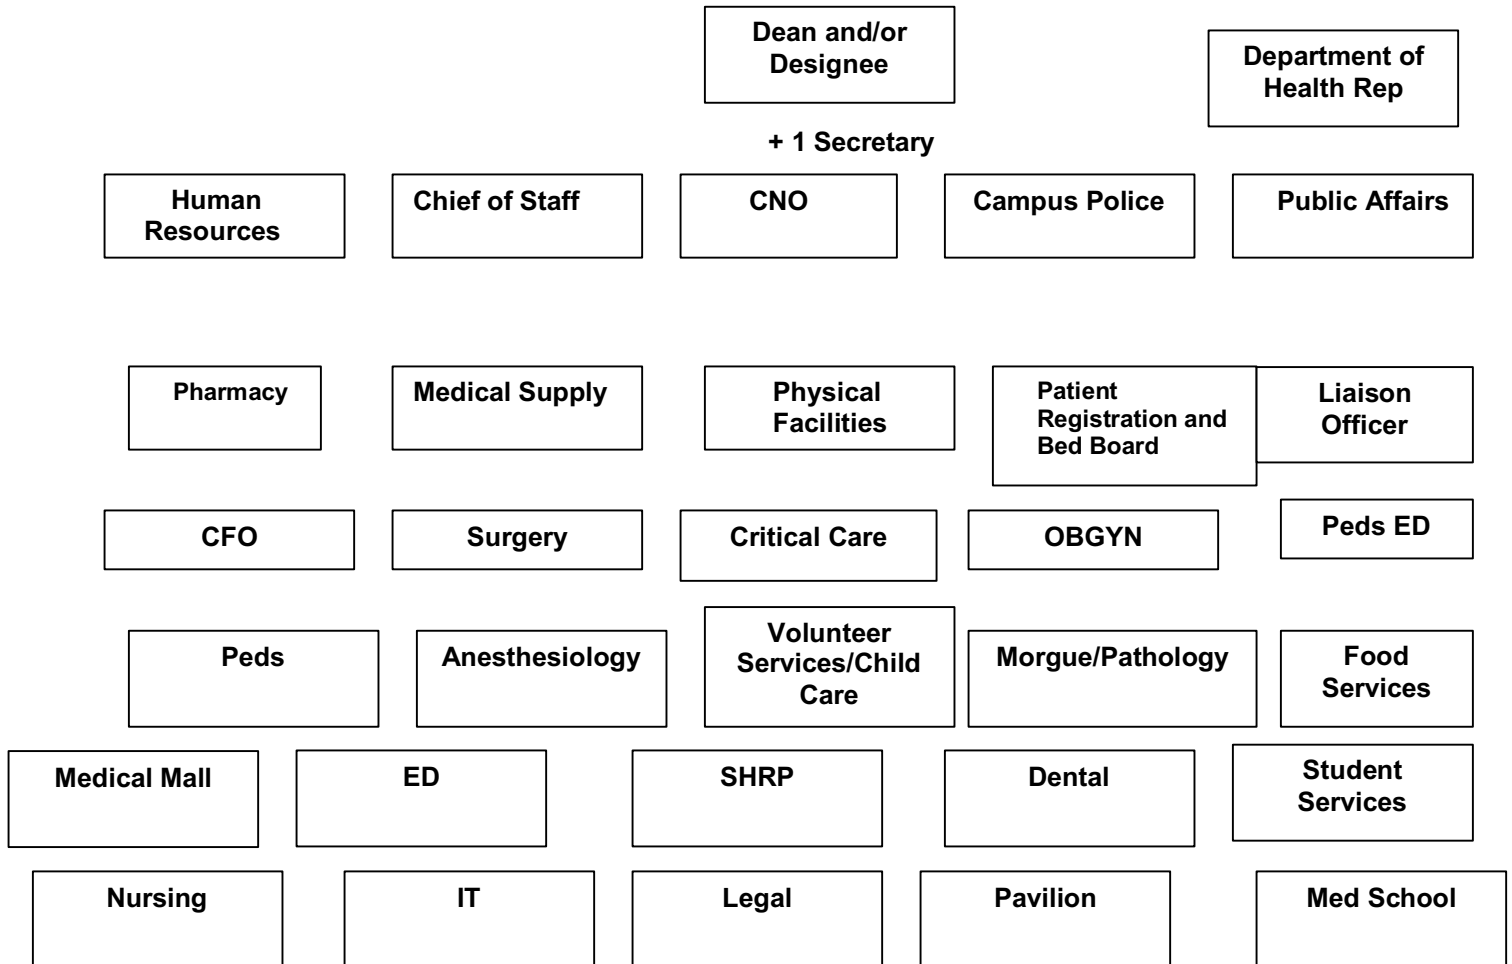 Dean and/or
Designee
Department of
Health Rep
+ 1 Secretary
Human
Resources
Chief of Staff
CNO
Campus Police
Public Affairs
Pharmacy
Medical Supply
Physical
Facilities
Patient
Registration and
Bed Board
Liaison
Officer
CFO
Surgery
Critical Care
OBGYN
Peds ED
Peds
Anesthesiology
Volunteer
Services/Child
Care
Morgue/Pathology
Food
Services
Medical Mall
ED
SHRP
Dental
Student
Services
Nursing
IT
Legal
Pavilion
Med School